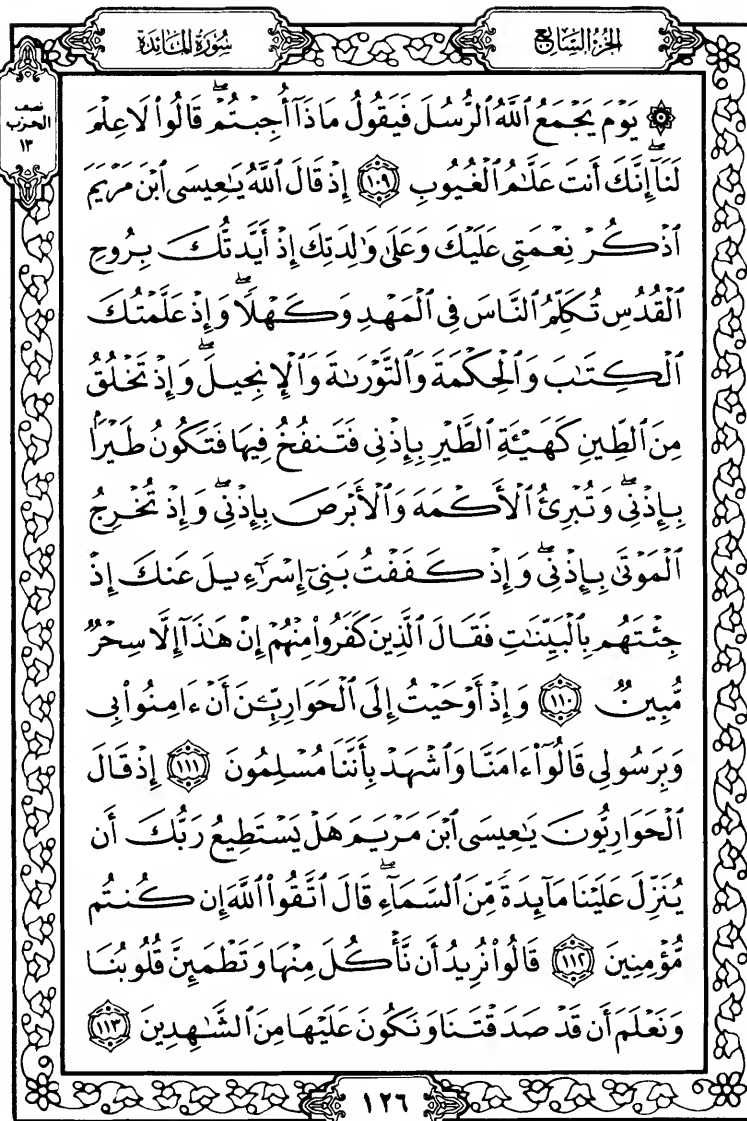 الجزء السابع
سورة المائدة
نصف
الحزب
١٣
۞ يَوۡمَ يَجۡمَعُ ٱللَّهُ ٱلرُّسُلَ فَيَقُولُ مَاذَآ أُجِبۡتُمۡۖ قَالُواْ لَا عِلۡمَ
لَنَآۖ إِنَّكَ أَنتَ عَلَّٰمُ ٱلۡغُيُوبِ ١٠٩ إِذۡ قَالَ ٱللَّهُ يَٰعِيسَى ٱبۡنَ مَرۡيَمَ
ٱذۡكُرۡ نِعۡمَتِي عَلَيۡكَ وَعَلَىٰ وَٰلِدَتِكَ إِذۡ أَيَّدتُّكَ بِرُوحِ
ٱلۡقُدُسِ تُكَلِّمُ ٱلنَّاسَ فِي ٱلۡمَهۡدِ وَكَهۡلٗاۖ وَإِذۡ عَلَّمۡتُكَ
ٱلۡكِتَٰبَ وَٱلۡحِكۡمَةَ وَٱلتَّوۡرَىٰةَ وَٱلۡإِنجِيلَۖ وَإِذۡ تَخۡلُقُ
مِنَ ٱلطِّينِ كَهَيۡـَٔةِ ٱلطَّيۡرِ بِإِذۡنِي فَتَنفُخُ فِيهَا فَتَكُونُ طَيۡرَۢا
بِإِذۡنِيۖ وَتُبۡرِئُ ٱلۡأَكۡمَهَ وَٱلۡأَبۡرَصَ بِإِذۡنِيۖ وَإِذۡ تُخۡرِجُ
ٱلۡمَوۡتَىٰ بِإِذۡنِيۖ وَإِذۡ كَفَفۡتُ بَنِيٓ إِسۡرَٰٓءِيلَ عَنكَ إِذۡ
جِئۡتَهُم بِٱلۡبَيِّنَٰتِ فَقَالَ ٱلَّذِينَ كَفَرُواْ مِنۡهُمۡ إِنۡ هَٰذَآ إِلَّا سِحۡرٞ
مُّبِينٞ ١١٠ وَإِذۡ أَوۡحَيۡتُ إِلَى ٱلۡحَوَارِيِّـۧنَ أَنۡ ءَامِنُواْ بِي
وَبِرَسُولِي قَالُوٓاْ ءَامَنَّا وَٱشۡهَدۡ بِأَنَّنَا مُسۡلِمُونَ ١١١ إِذۡ قَالَ
ٱلۡحَوَارِيُّونَ يَٰعِيسَى ٱبۡنَ مَرۡيَمَ هَلۡ يَسۡتَطِيعُ رَبُّكَ أَن
يُنَزِّلَ عَلَيۡنَا مَآئِدَةٗ مِّنَ ٱلسَّمَآءِۖ قَالَ ٱتَّقُواْ ٱللَّهَ إِن كُنتُم
مُّؤۡمِنِينَ ١١٢ قَالُواْ نُرِيدُ أَن نَّأۡكُلَ مِنۡهَا وَتَطۡمَئِنَّ قُلُوبُنَا
وَنَعۡلَمَ أَن قَدۡ صَدَقۡتَنَا وَنَكُونَ عَلَيۡهَا مِنَ ٱلشَّٰهِدِينَ ١١٣
١٢٦